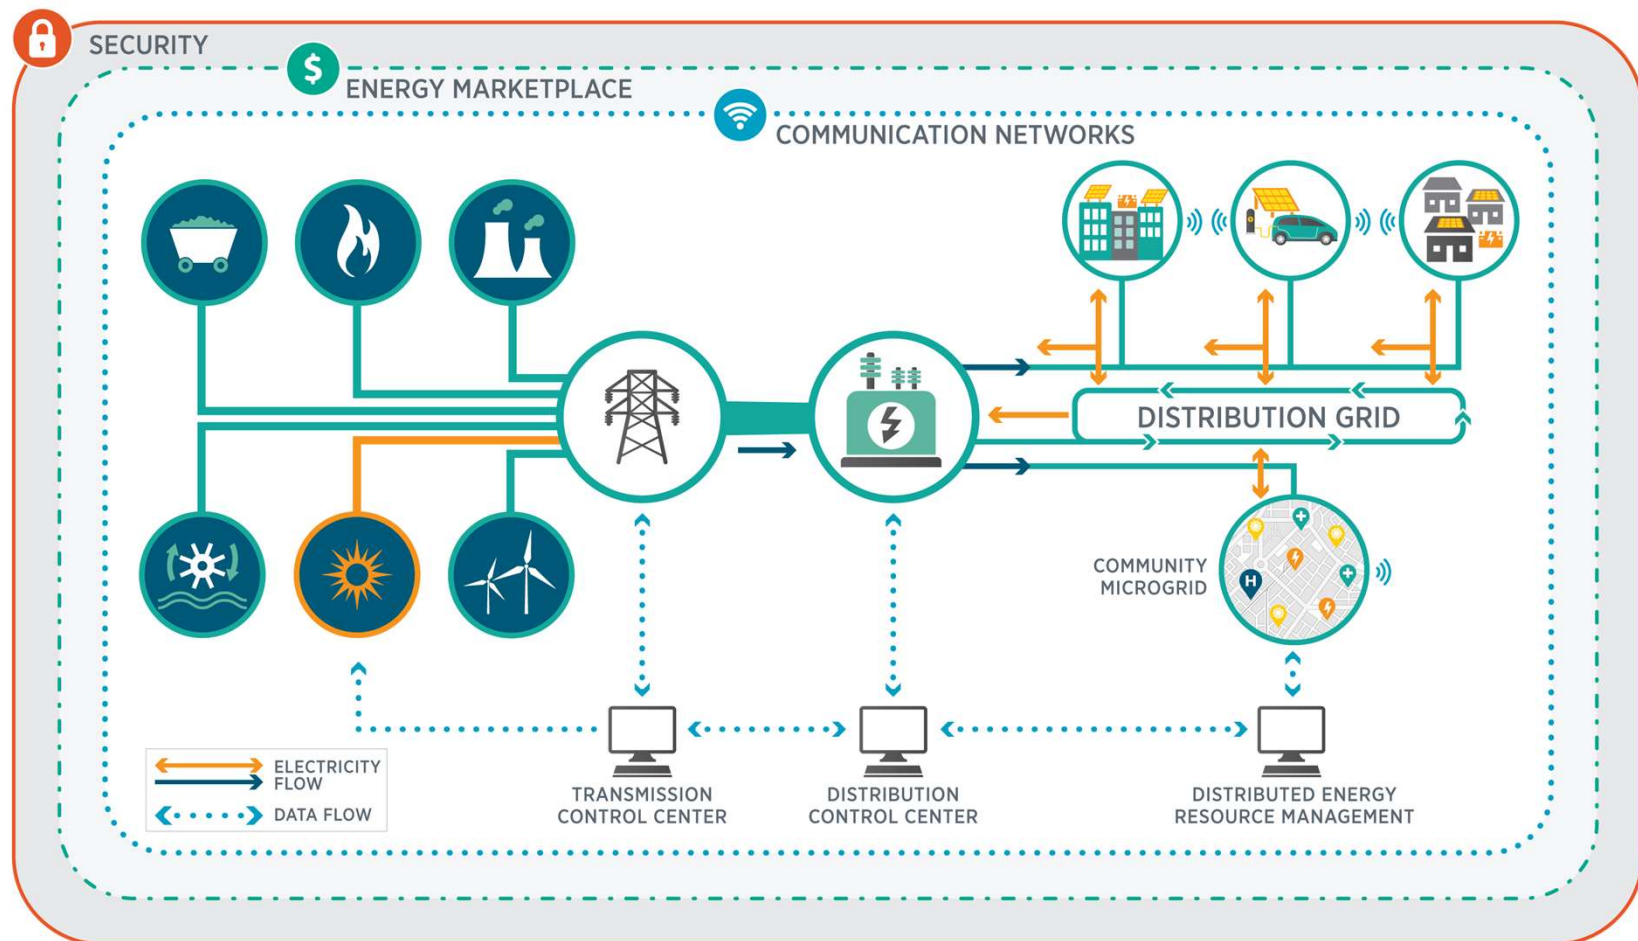 SECURITY
$
ENERGY MARKETPLACE
COMMUNICATION NETWORKS
DISTRIBUTION GRID
COMMUNITY
MICROGRID
H
ELECTRICITY
FLOW
DATA FLOW
TRANSMISSION
CONTROL CENTER
DISTRIBUTION
CONTROL CENTER
DISTRIBUTED ENERGY
RESOURCE MANAGEMENT